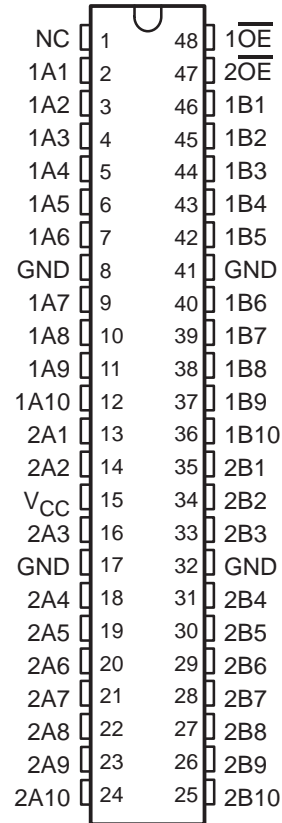 NC 1 48 1O̅E̅
1A1 2 47 2O̅E̅
1A2 3 46 1B1
1A3 4 45 1B2
1A4 5 44 1B3
1A5 6 43 1B4
1A6 7 42 1B5
GND 8 41 GND
1A7 9 40 1B6
1A8 10 39 1B7
1A9 11 38 1B8
1A10 12 37 1B9
2A1 13 36 1B10
2A2 14 35 2B1
VCC 15 34 2B2
2A3 16 33 2B3
GND 17 32 GND
2A4 18 31 2B4
2A5 19 30 2B5
2A6 20 29 2B6
2A7 21 28 2B7
2A8 22 27 2B8
2A9 23 26 2B9
2A10 24 25 2B10